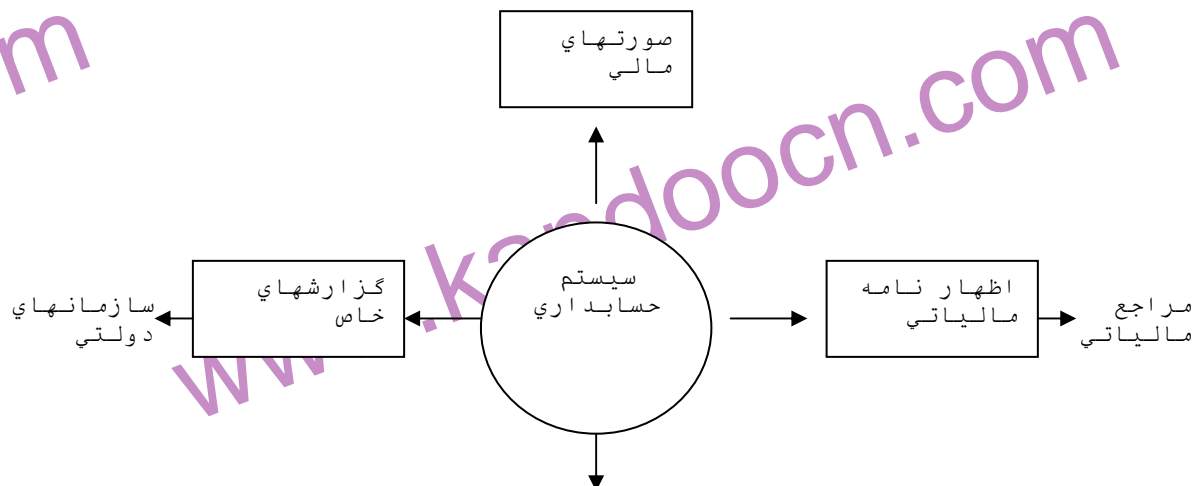 صورتهاي
مالي
سيستم
حسابداري
اظهار نامه
مالياتي
مراجع
مالياتي
گزارشهاي
خاص
سازمانهاي
دولتي
www.kandoocn.com
m